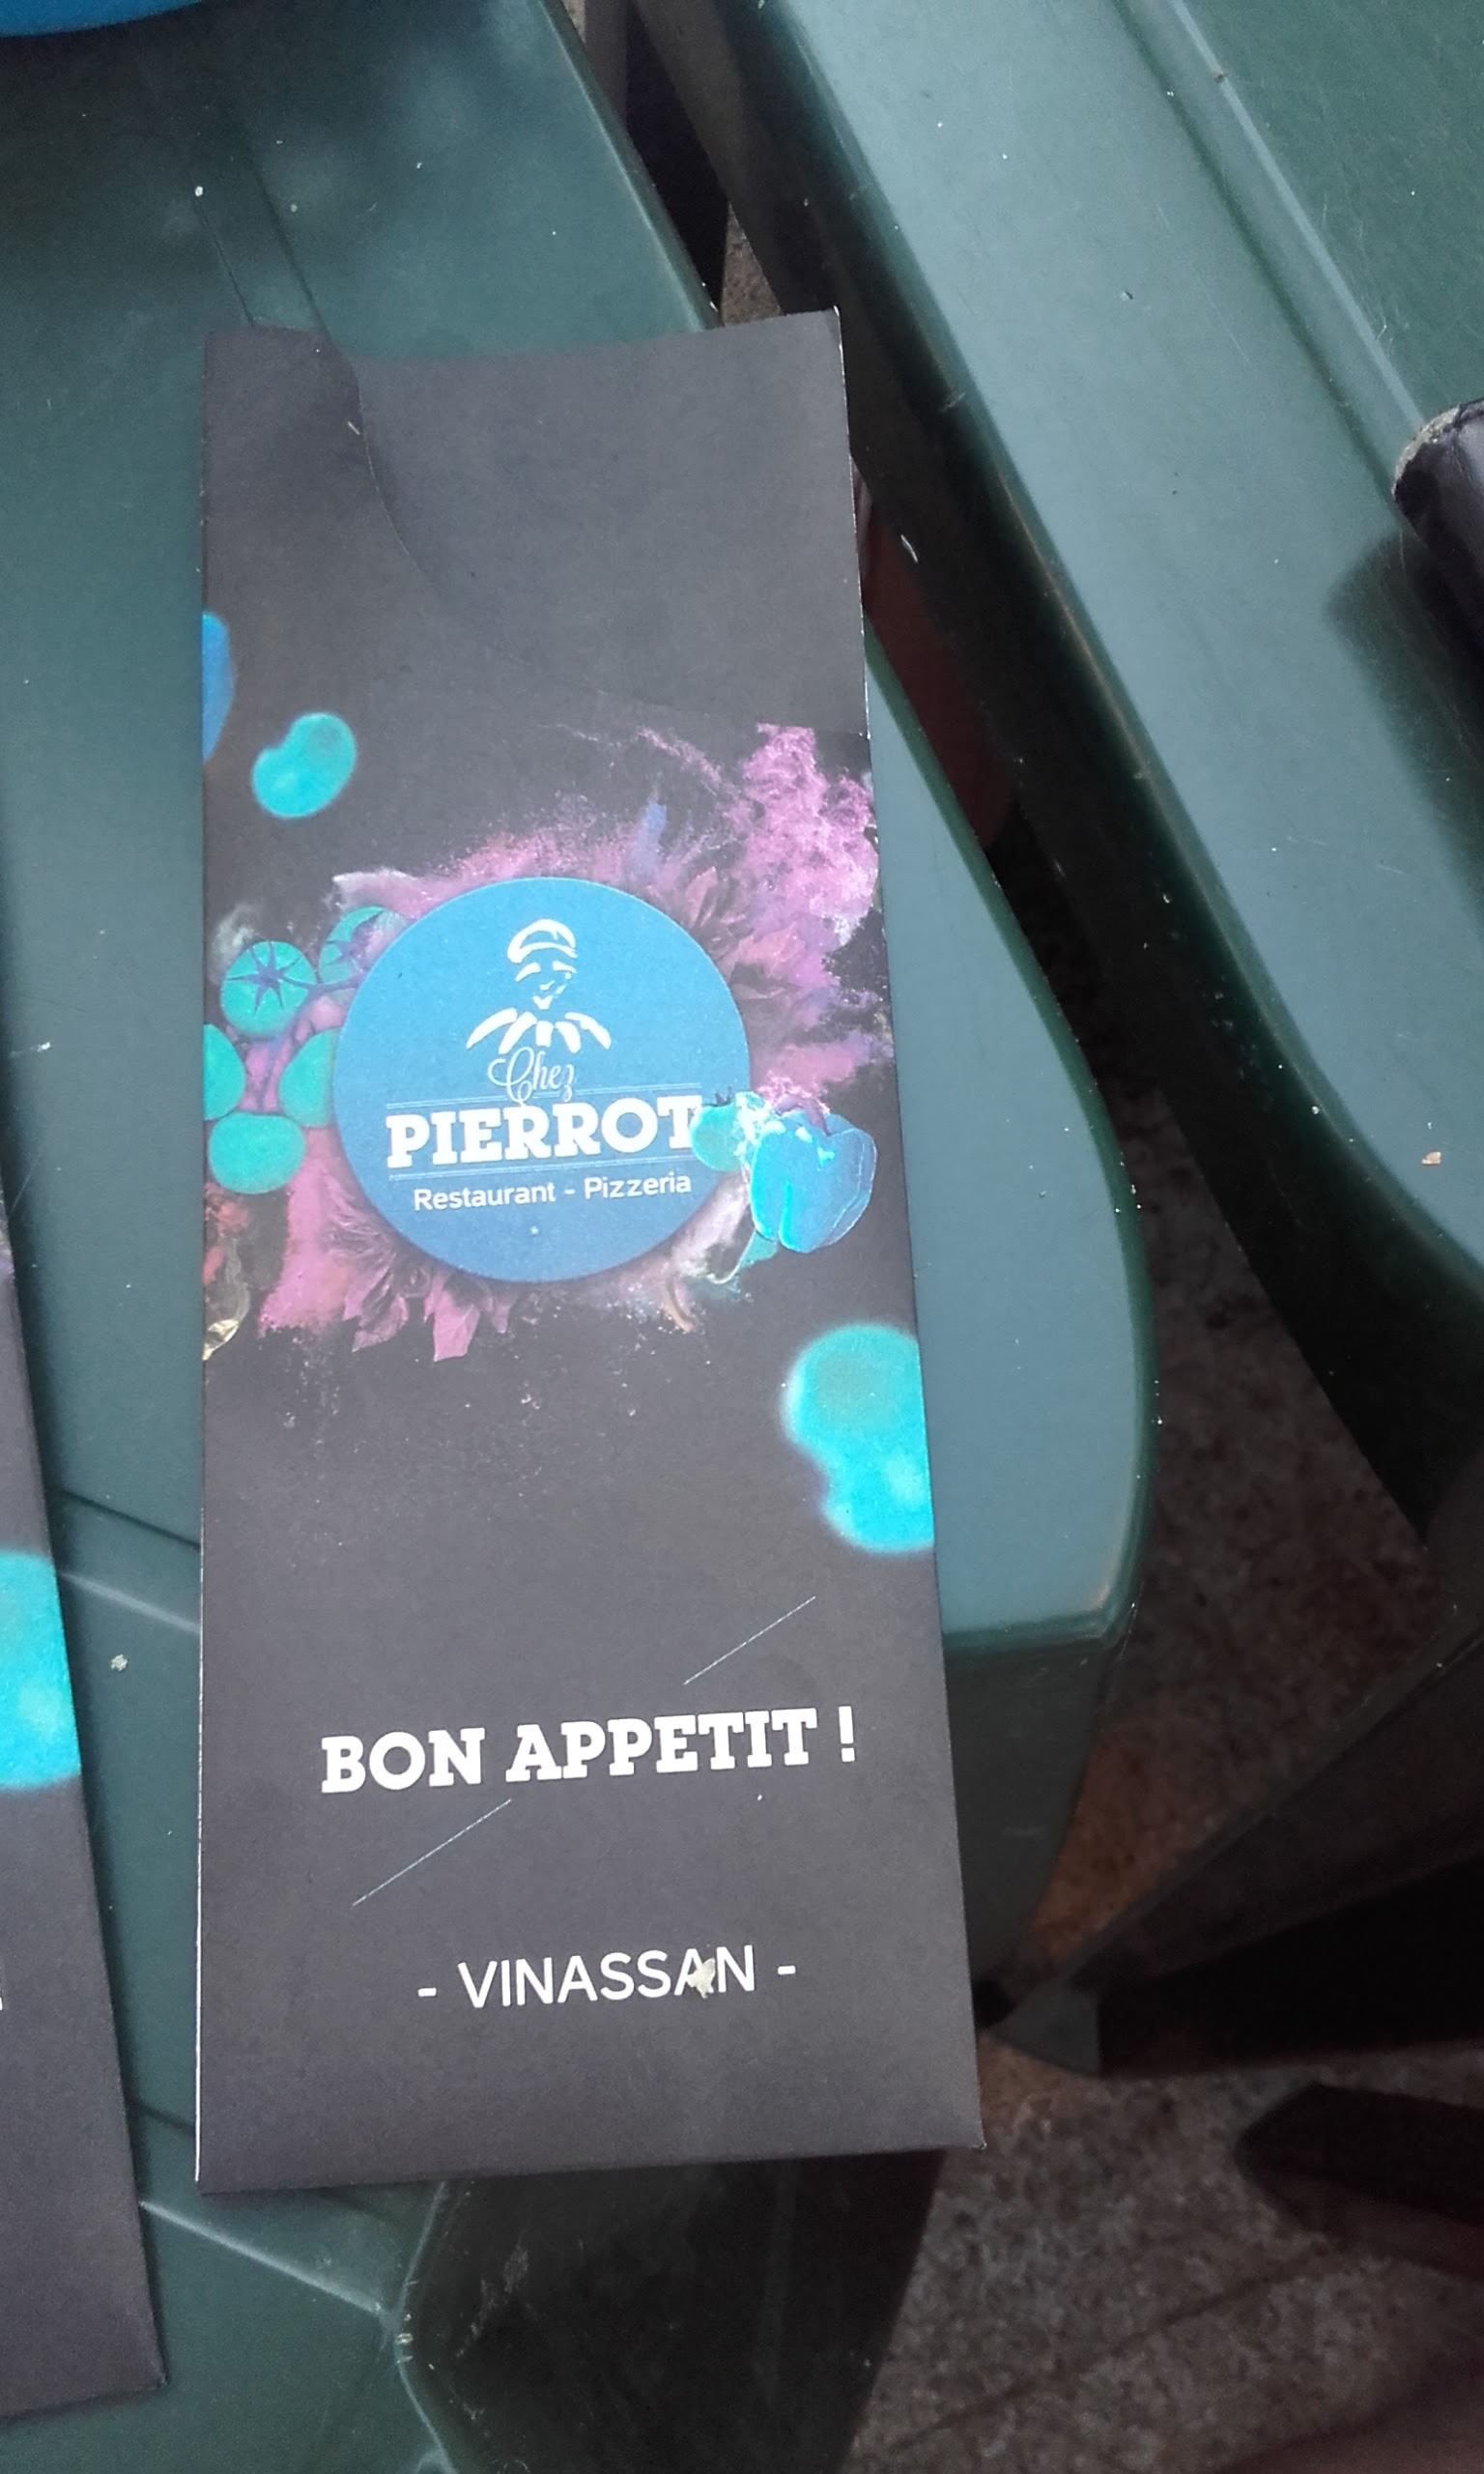 Chez
PIERROT
Restaurant - Pizzeria
BON APPETIT !
- VINASSAN -